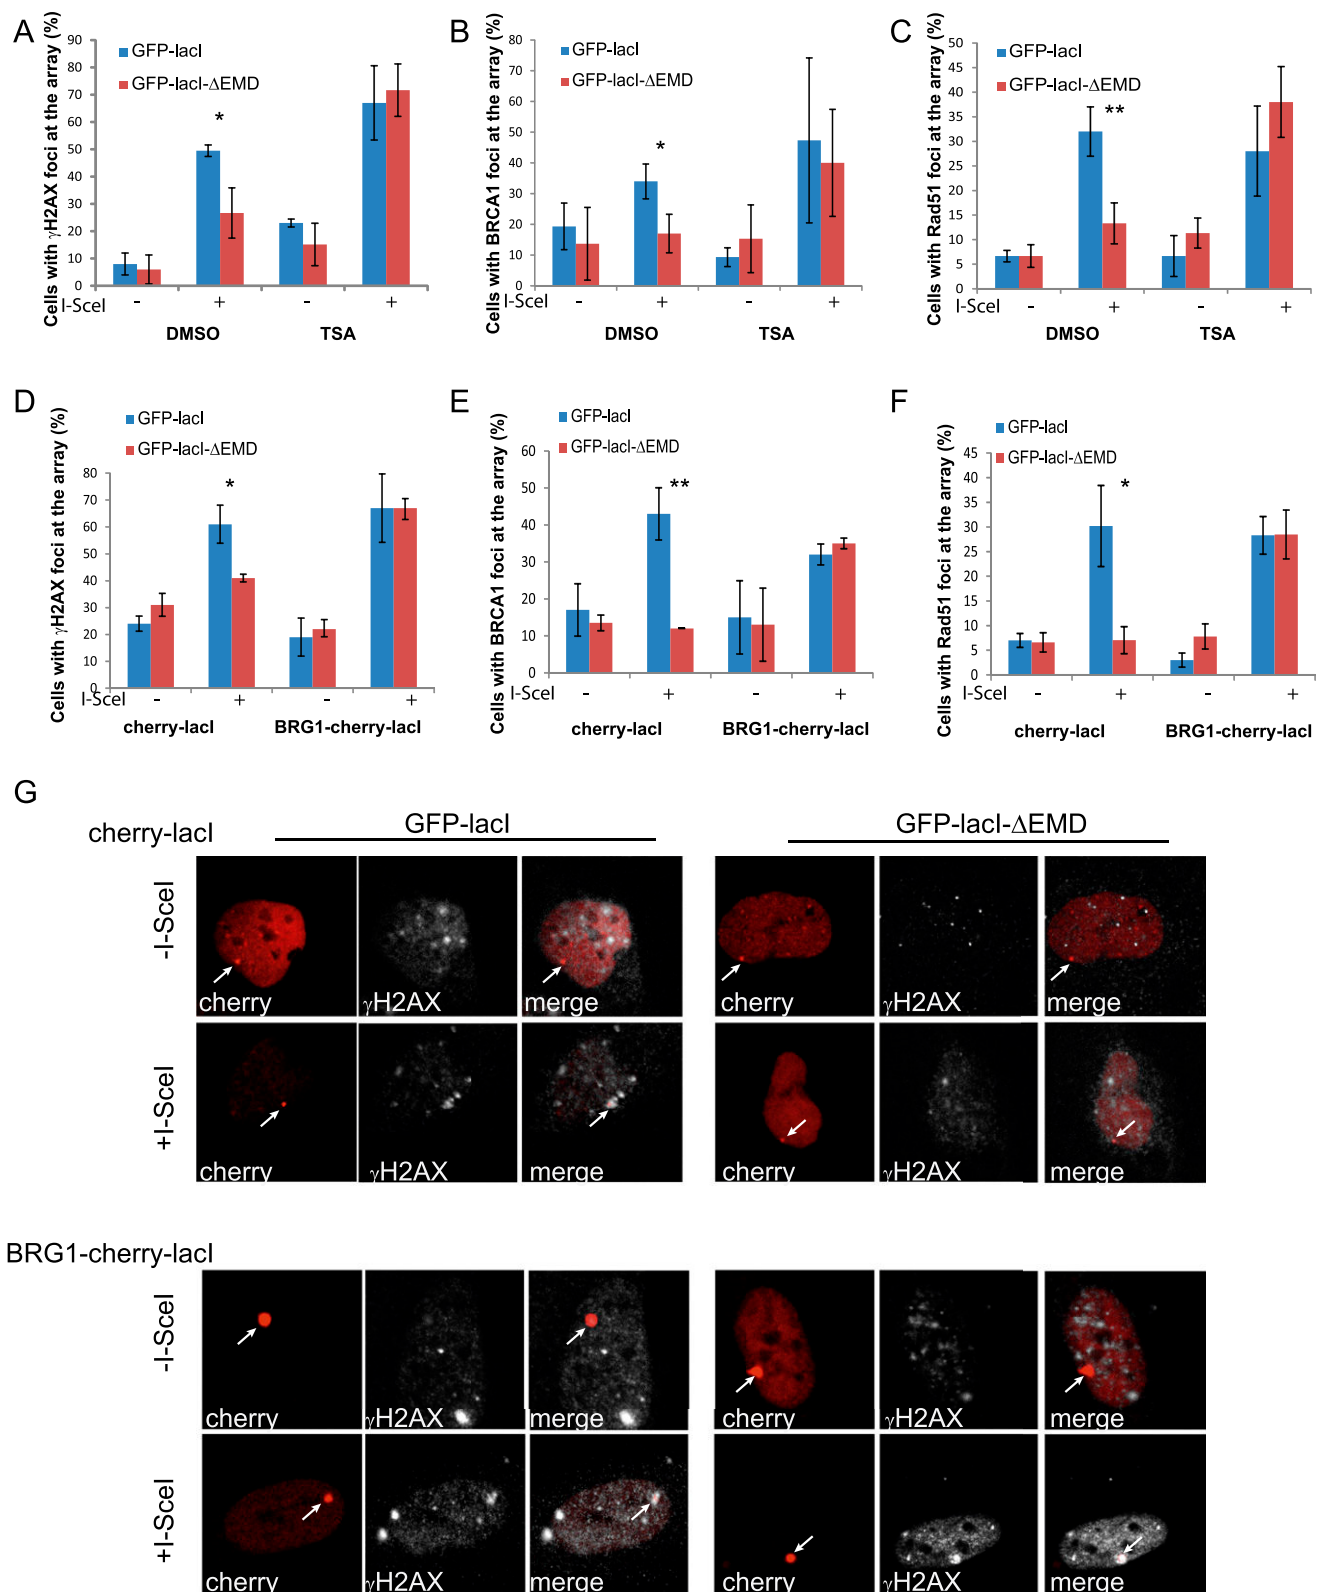 A
Cells with γH2AX foci at the array (%)
90
80
70
60
50
40
30
20
10
0
GFP-lacI
GFP-lacI-ΔEMD
*
I-SceI - + - +
DMSO TSA
B
Cells with BRCA1 foci at the array (%)
80
70
60
50
40
30
20
10
0
GFP-lacI
GFP-lacI-ΔEMD
*
I-SceI - + - +
DMSO TSA
C
Cells with Rad51 foci at the array (%)
50
45
40
35
30
25
20
15
10
5
0
GFP-lacI
GFP-lacI-ΔEMD
**
I-SceI - + - +
DMSO TSA
D
Cells with γH2AX foci at the array (%)
80
70
60
50
40
30
20
10
0
GFP-lacI
GFP-lacI-ΔEMD
*
I-SceI - + - +
cherry-lacI BRG1-cherry-lacI
E
Cells with BRCA1 foci at the array (%)
60
50
40
30
20
10
0
GFP-lacI
GFP-lacI-ΔEMD
**
I-SceI - + - +
cherry-lacI BRG1-cherry-lacI
F
Cells with Rad51 foci at the array (%)
45
40
35
30
25
20
15
10
5
0
GFP-lacI
GFP-lacI-ΔEMD
*
I-SceI - + - +
cherry-lacI BRG1-cherry-lacI
G
cherry-lacI
GFP-lacI GFP-lacI-ΔEMD
-I-SceI
cherry γH2AX merge cherry γH2AX merge
+I-SceI
cherry γH2AX merge cherry γH2AX merge
BRG1-cherry-lacI
-I-SceI
cherry γH2AX merge cherry γH2AX merge
+I-SceI
cherry γH2AX merge cherry γH2AX merge